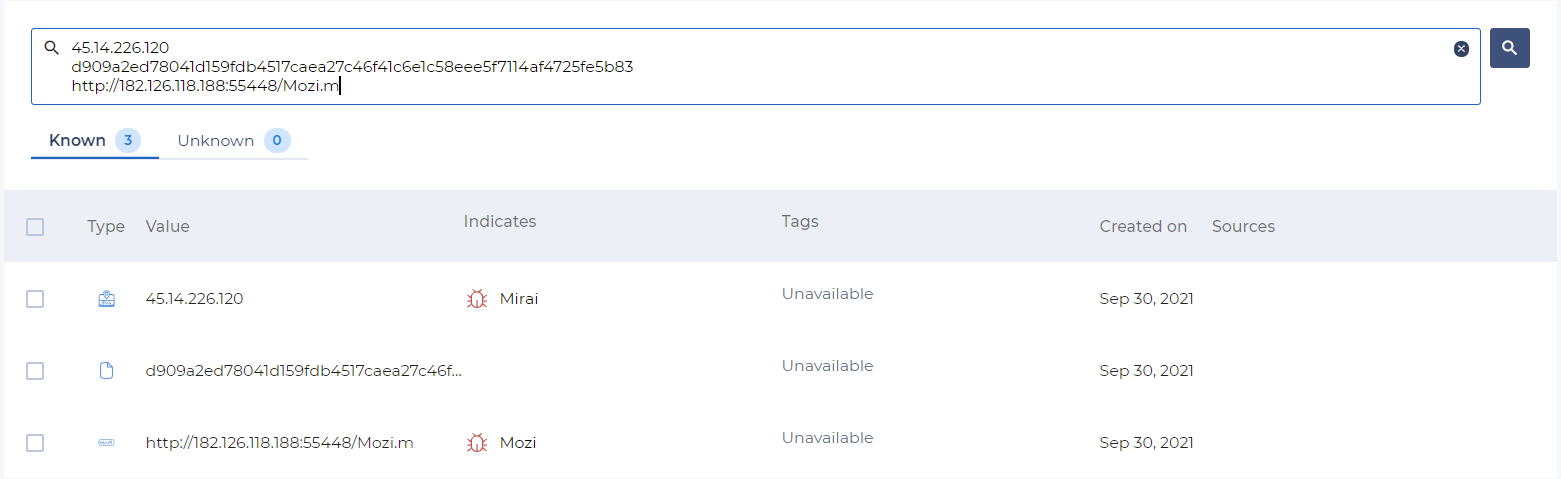 45.14.226.120
d909a2ed78041d159fdb4517caea27c46f41c6e1c58eee5f7114af4725fe5b83
http://182.126.118.188:55448/Mozi.m
Known 3 Unknown 0
Type Value Indicates Tags Created on Sources
45.14.226.120 Mirai Unavailable Sep 30, 2021
d909a2ed78041d159fdb4517caea27c46f... Unavailable Sep 30, 2021
http://182.126.118.188:55448/Mozi.m Mozi Unavailable Sep 30, 2021